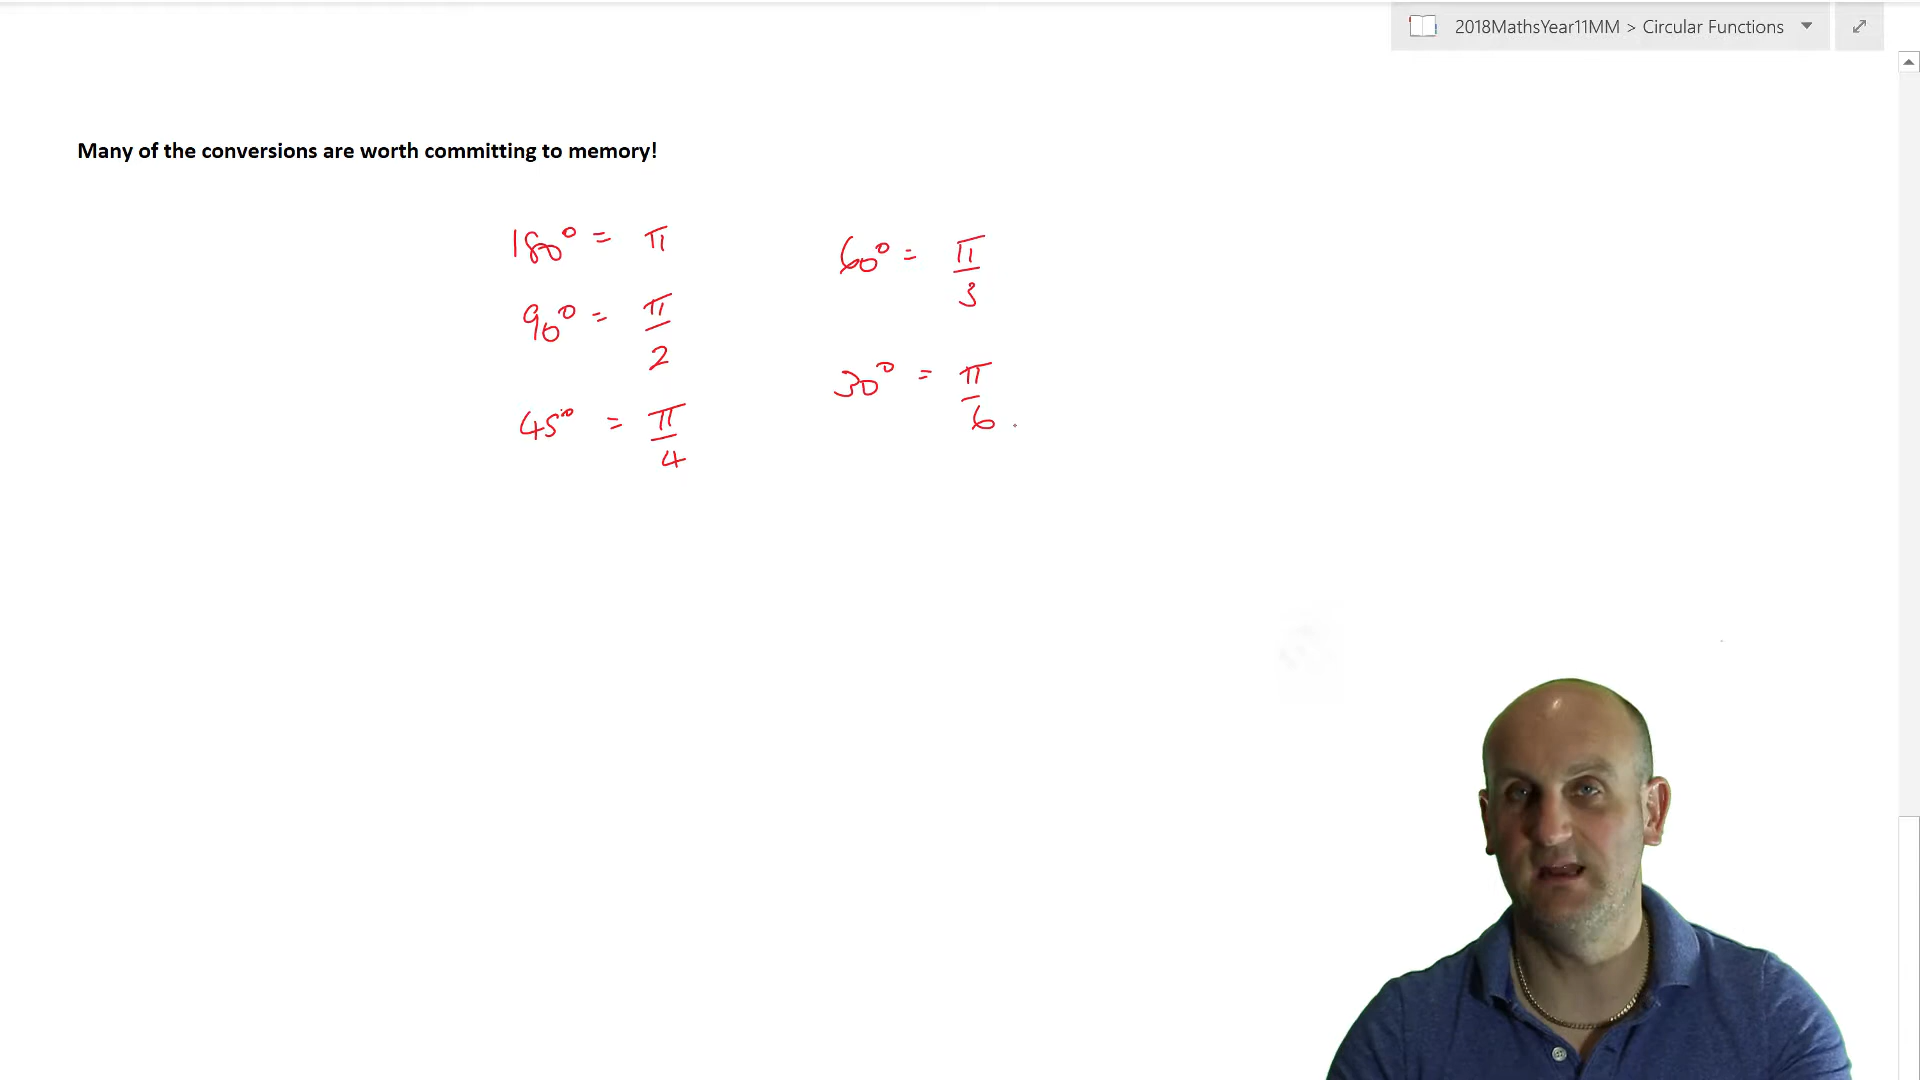 2018MathsYear11MM > Circular Functions
Many of the conversions are worth committing to memory!
180° = π
90° = π/2
45° = π/4
60° = π/3
30° = π/6